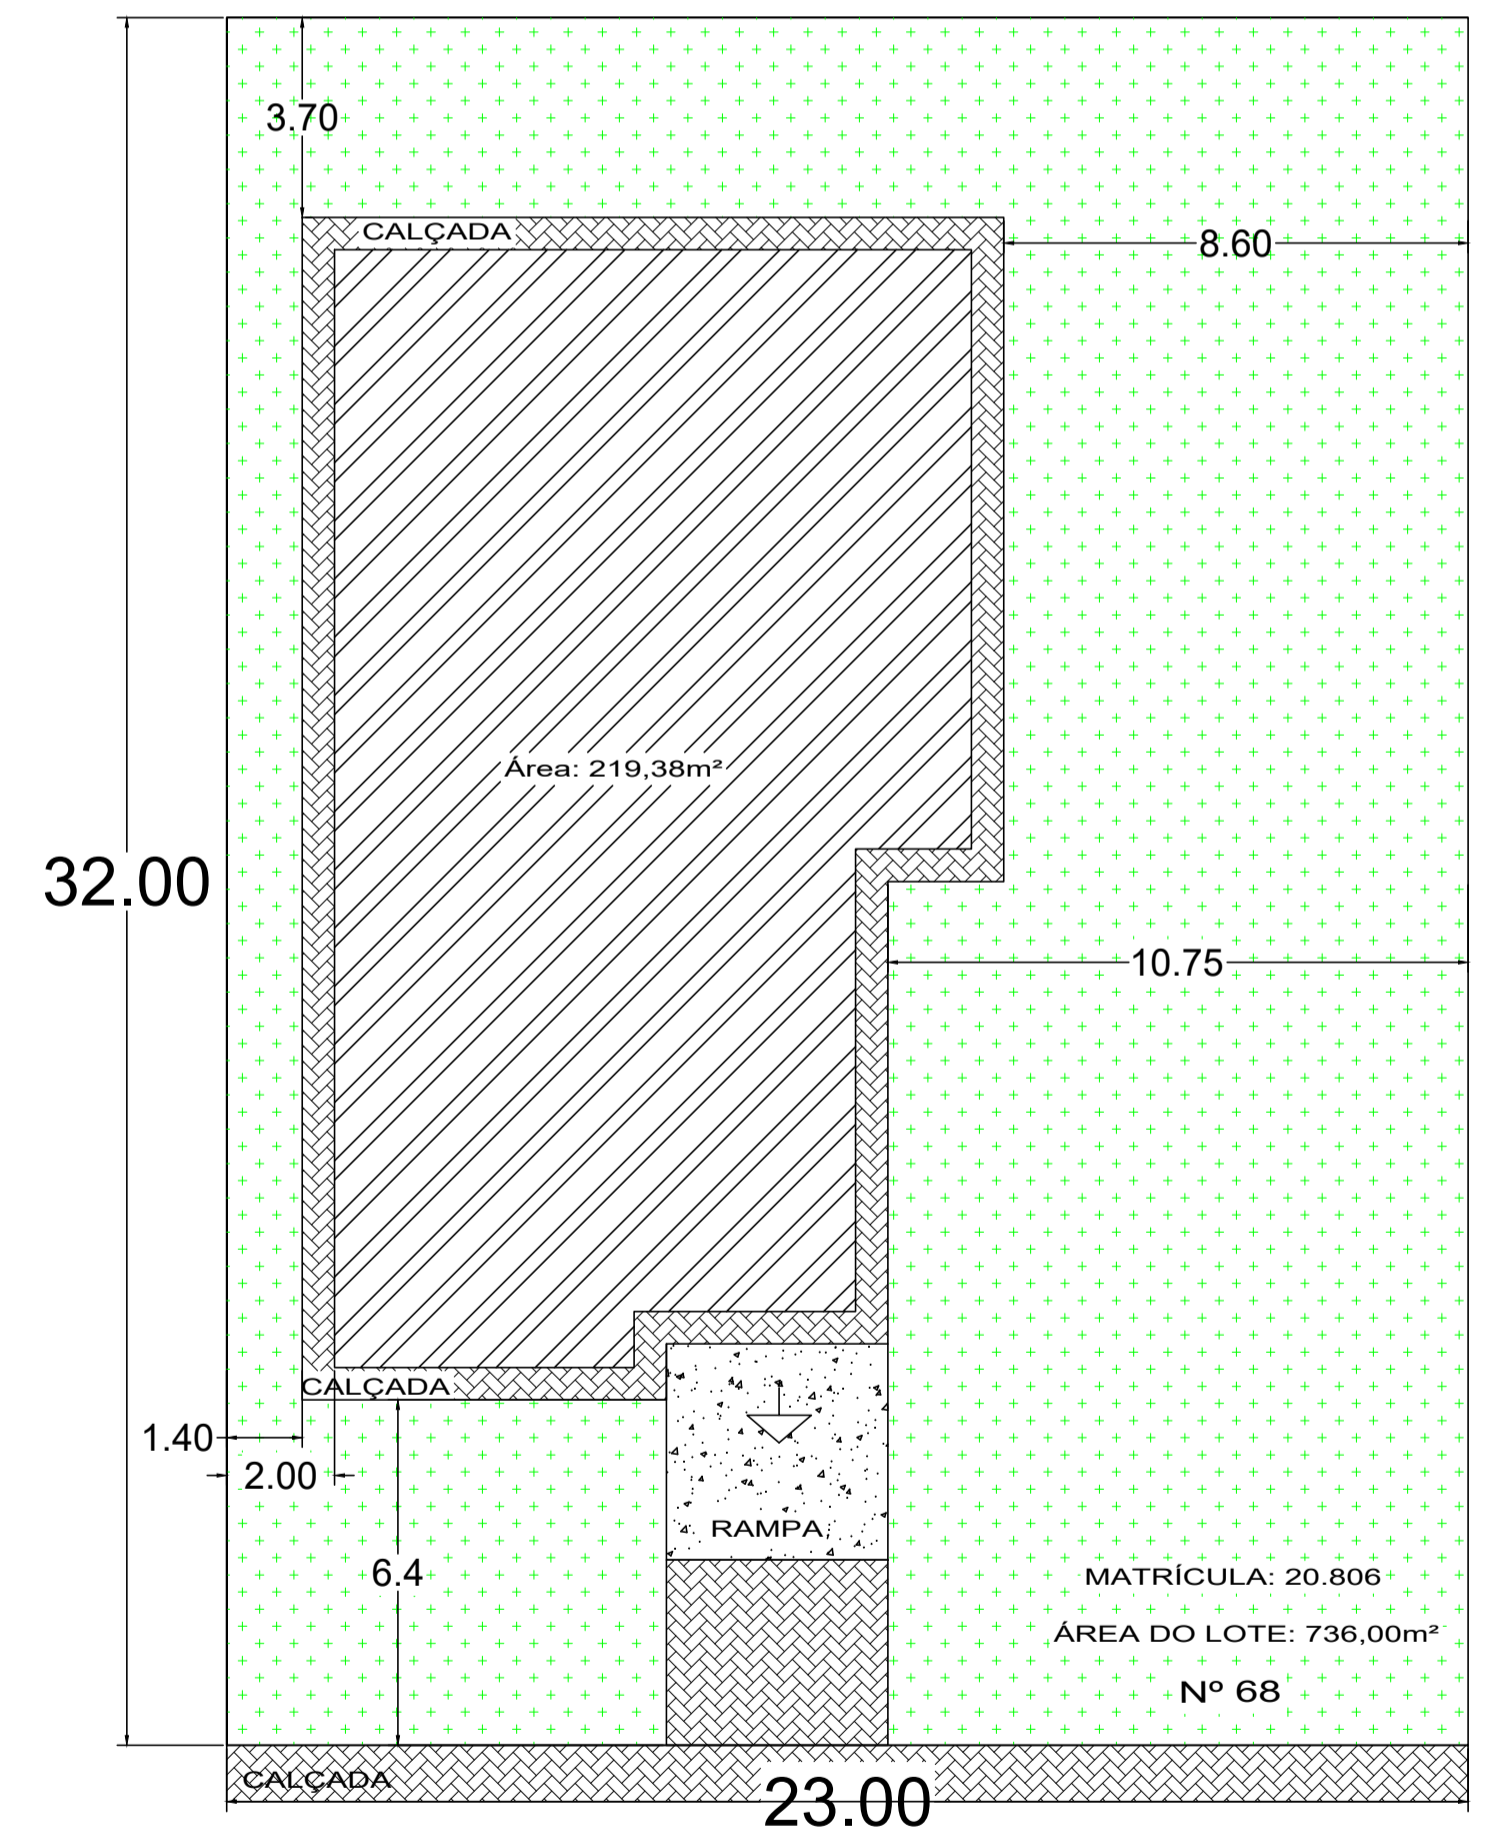 3.70
CALÇADA
8.60
Área: 219,38m²
32.00
10.75
CALÇADA
1.40
2.00
RAMPA
6.4
MATRÍCULA: 20.806
ÁREA DO LOTE: 736,00m²
Nº 68
CALÇADA
23.00